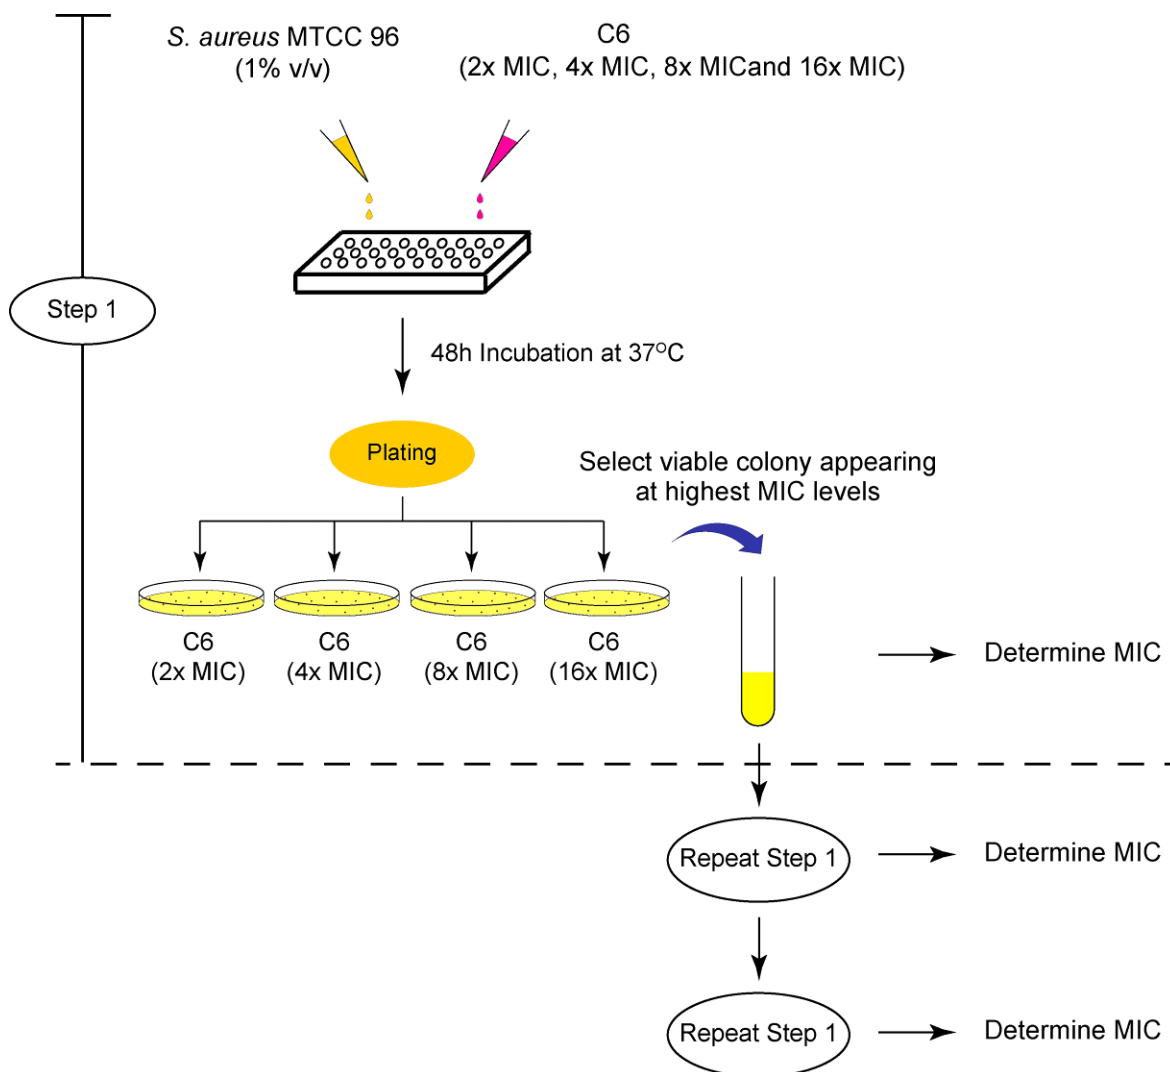 S. aureus MTCC 96
(1% v/v)
C6
(2x MIC, 4x MIC, 8x MICand 16x MIC)
Step 1
48h Incubation at 37°C
Plating
Select viable colony appearing
at highest MIC levels
C6
(2x MIC)
C6
(4x MIC)
C6
(8x MIC)
C6
(16x MIC)
Determine MIC
Repeat Step 1
Determine MIC
Repeat Step 1
Determine MIC